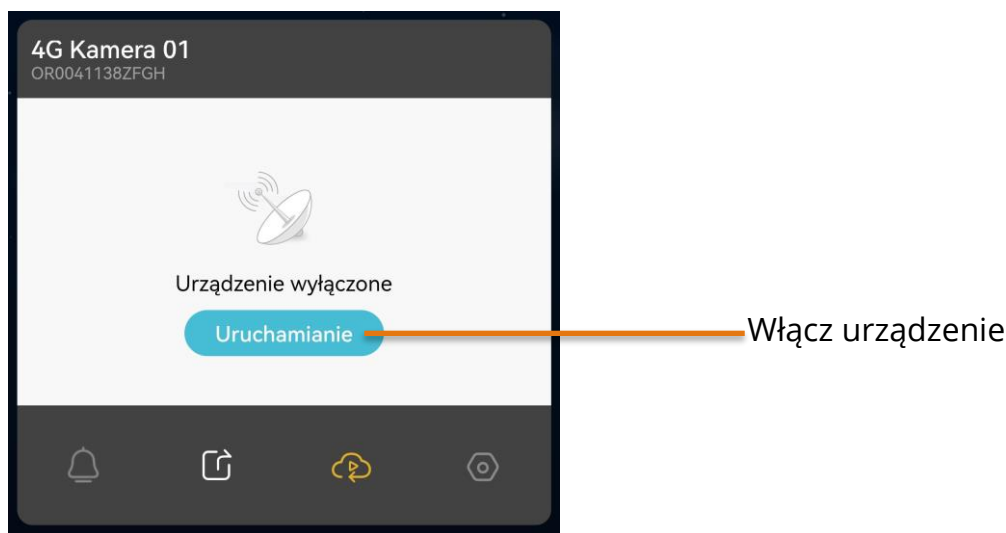 4G Kamera 01
OR0041138ZFGH
Urządzenie wyłączone
Uruchamianie
Włącz urządzenie